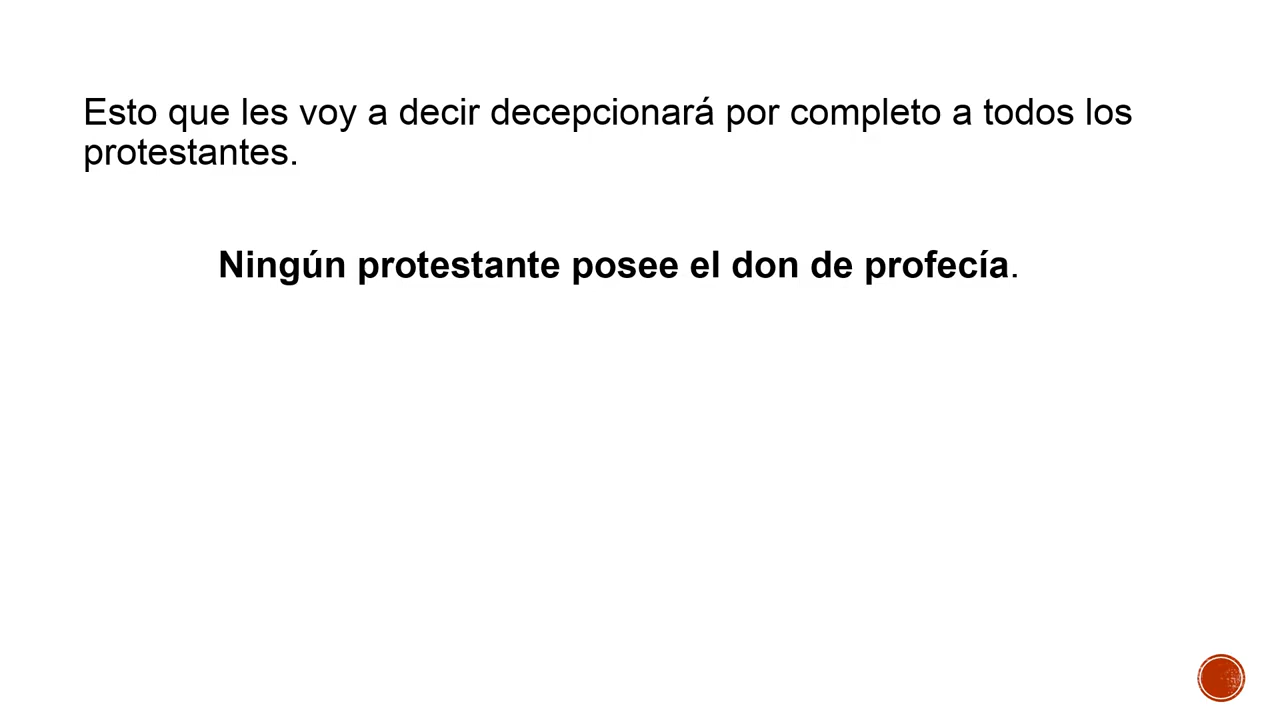 Esto que les voy a decir decepcionará por completo a todos los
protestantes.
Ningún protestante posee el don de profecía.